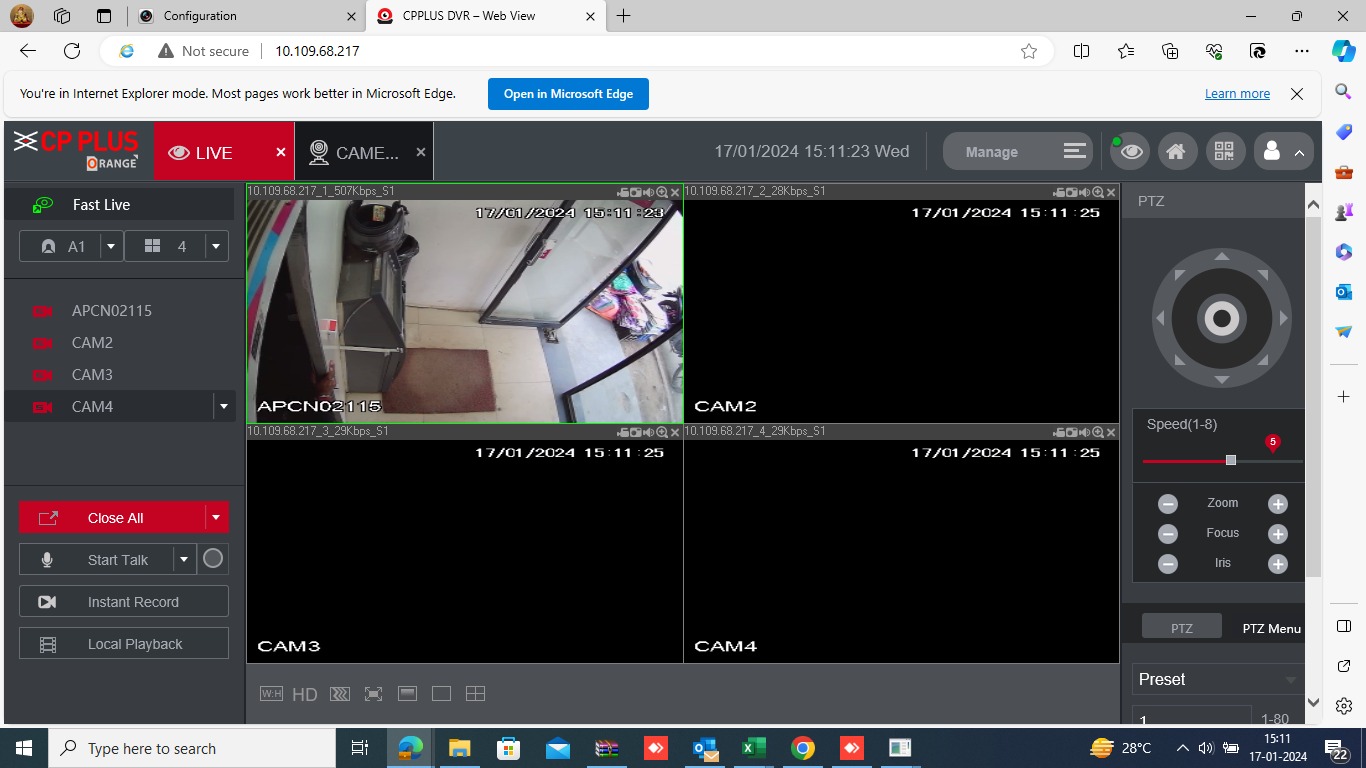 Configuration
CPPLUS DVR – Web View
Not secure
10.109.68.217
You're in Internet Explorer mode. Most pages work better in Microsoft Edge.
Open in Microsoft Edge
Learn more
CP PLUS
ORANGE
LIVE
CAME...
17/01/2024 15:11:23 Wed
Manage
Fast Live
A1
4
APCN02115
CAM2
CAM3
CAM4
Close All
Start Talk
Instant Record
Local Playback
10.109.68.217_1_507Kbps_S1
17/01/2024 15:11:23
APCN02115
10.109.68.217_2_28Kbps_S1
17/01/2024 15:11:25
CAM2
10.109.68.217_3_29Kbps_S1
17/01/2024 15:11:25
CAM3
10.109.68.217_4_29Kbps_S1
17/01/2024 15:11:25
CAM4
W:H
HD
PTZ
Speed(1-8)
5
Zoom
Focus
Iris
PTZ
PTZ Menu
Preset
1
1-80
Type here to search
28°C
15:11
17-01-2024
22